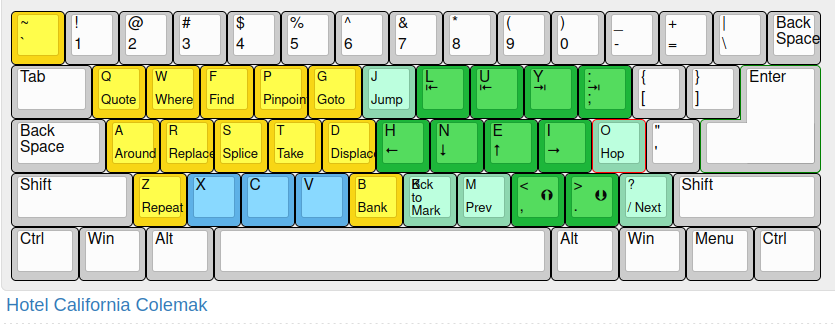 ~ ! @ # $ % ^ & * ( ) _ + | Back
` 1 2 3 4 5 6 7 8 9 0 - = \ Space
Tab Q W F P G J L U Y : { } Enter
Quote Where Find Pinpoin Goto Jump ⇤ ⇤ ⇥ ⇥ ; [ ]
Back A R S T D H N E I O "
Space Around Replace Splice Take Displace ← ↓ ↑ → Hop '
Shift Z X C V B K M < > ? Shift
Repeat Bank Bck to Mark Prev , . / Next
Ctrl Win Alt Alt Win Menu Ctrl
Hotel California Colemak